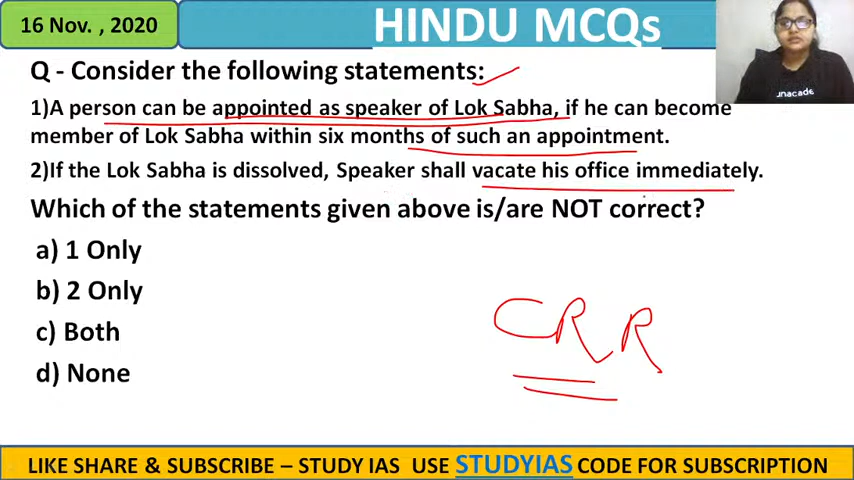 16 Nov. , 2020
HINDU MCQs
unacade
Q - Consider the following statements:
1)A person can be appointed as speaker of Lok Sabha, if he can become
member of Lok Sabha within six months of such an appointment.
2)If the Lok Sabha is dissolved, Speaker shall vacate his office immediately.
Which of the statements given above is/are NOT correct?
a) 1 Only
b) 2 Only
c) Both
d) None
CRR
LIKE SHARE & SUBSCRIBE – STUDY IAS USE STUDYIAS CODE FOR SUBSCRIPTION